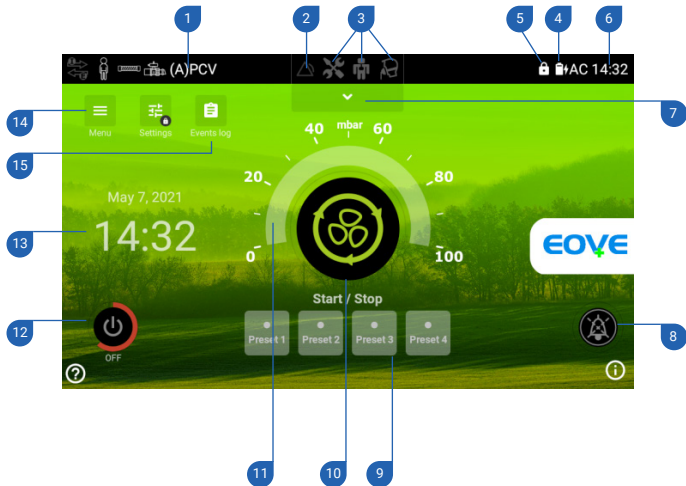 1
2
3
5
4
6
(A)PCV
AC 14:32
7
14
Menu
Settings
Events log
15
mbar
40
60
20
80
0
100
May 7, 2021
14:32
13
EOVE
Start / Stop
12
OFF
Preset 1
Preset 2
Preset 3
Preset 4
8
?
i
11
10
9